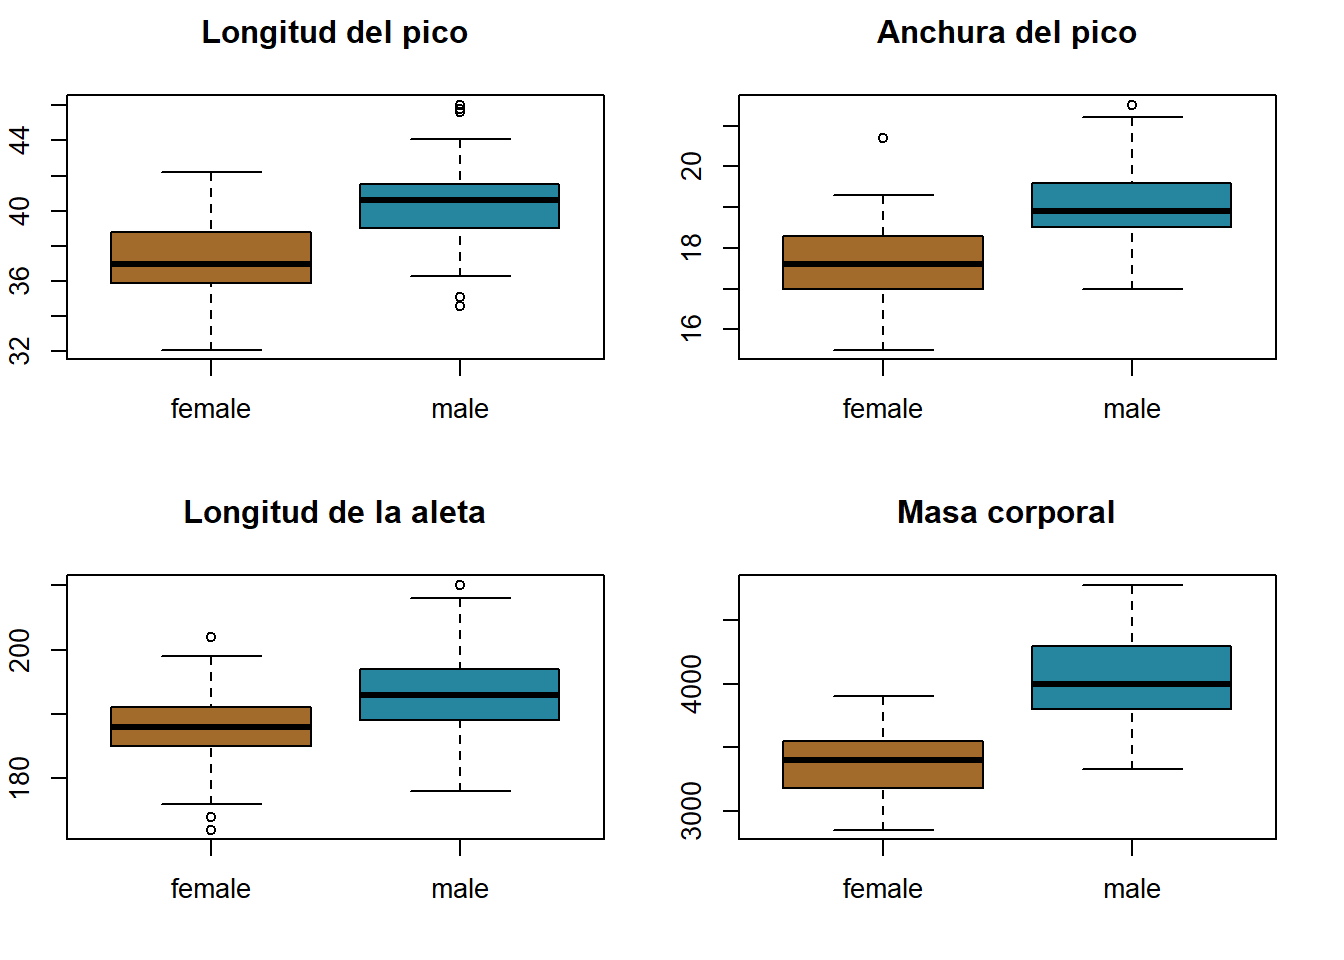 Longitud del pico
44
40
36
32
female male
Anchura del pico
20
18
16
female male
Longitud de la aleta
200
180
female male
Masa corporal
4000
3000
female male